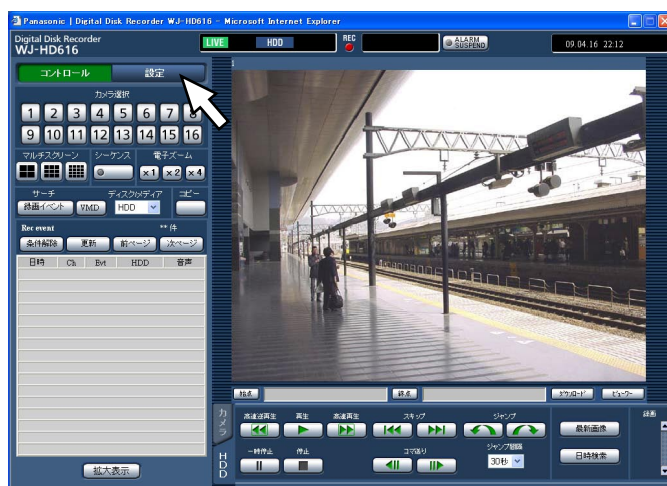 Panasonic | Digital Disk Recorder WJ-HD616 - Microsoft Internet Explorer
Digital Disk Recorder
WJ-HD616
LIVE HDD REC ALARM SUSPEND 09.04.16 22:12
コントロール 設定
カメラ選択
1 2 3 4 5 6 7 8
9 10 11 12 13 14 15 16
マルチスクリーン シーケンス 電子ズーム
x1 x2 x4
サーチ ディスク/メディア コピー
録画イベント VMD HDD
Rec event ** 件
条件解除 更新 前ページ 次ページ
日時 Ch Evt HDD 音声
拡大表示
始点 終点 ダウンロード ビューワー
カメラ
HDD
高速逆再生 再生 高速再生 スキップ ジャンプ 録画
最新画像
一時停止 停止 コマ送り ジャンプ間隔
30秒 日時検索